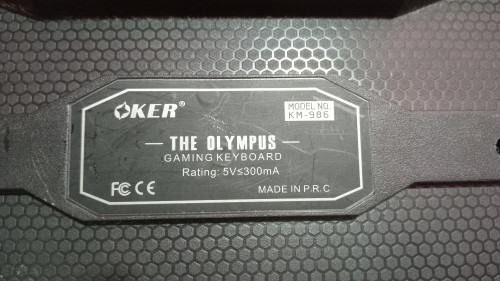 OKER®
MODEL NO.
KM-986
THE OLYMPUS
GAMING KEYBOARD
Rating: 5V≤300mA
FC CE
MADE IN P.R.C